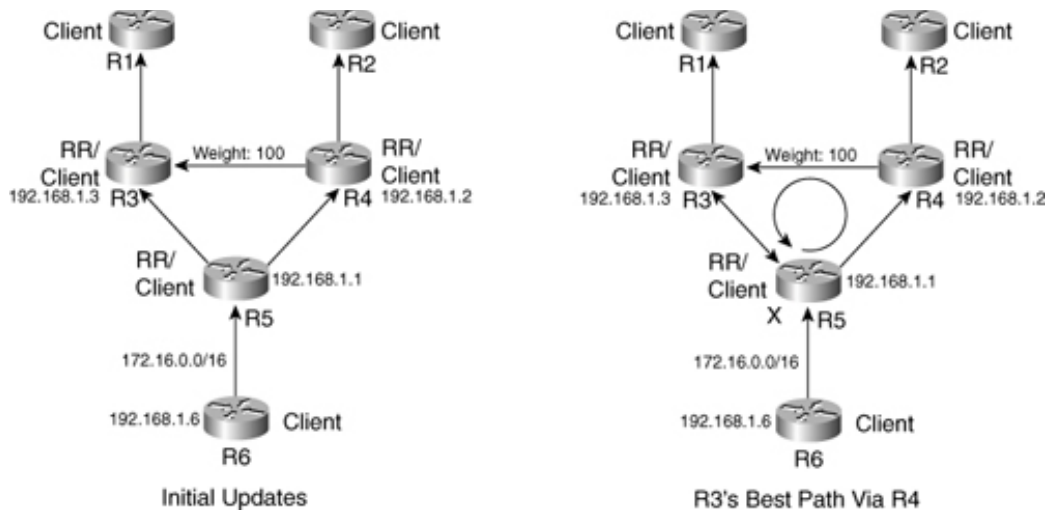 Client
R1
R2
Client
RR/
Client
192.168.1.3
R3
Weight: 100
RR/
Client
192.168.1.2
R4
RR/
Client
192.168.1.1
R5
172.16.0.0/16
192.168.1.6
Client
R6
Initial Updates
Client
R1
R2
Client
RR/
Client
192.168.1.3
R3
Weight: 100
RR/
Client
192.168.1.2
R4
RR/
Client
192.168.1.1
X
R5
172.16.0.0/16
192.168.1.6
Client
R6
R3's Best Path Via R4